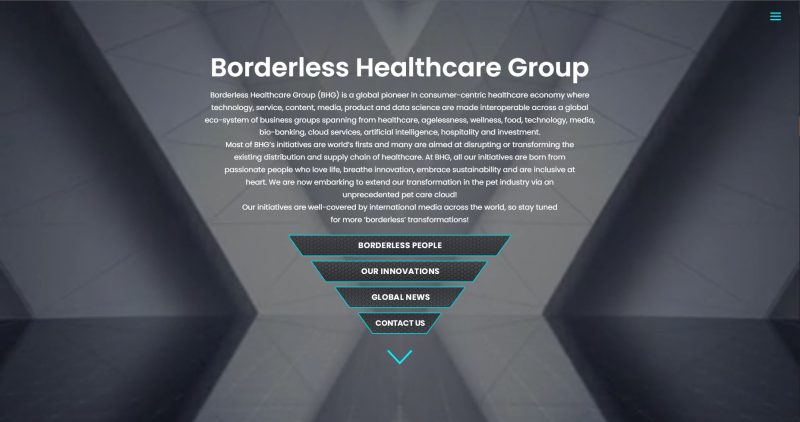 Borderless Healthcare Group
Borderless Healthcare Group (BHG) is a global pioneer in consumer-centric healthcare economy where
technology, service, content, media, product and data science are made interoperable across a global
eco-system of business groups spanning from healthcare, agelessness, wellness, food, technology, media,
bio-banking, cloud services, artificial intelligence, hospitality and investment.
Most of BHG's initiatives are world's firsts and many are aimed at disrupting or transforming the
existing distribution and supply chain of healthcare. At BHG, all our initiatives are born from
passionate people who love life, breathe innovation, embrace sustainability and are inclusive at
heart. We are now embarking to extend our transformation in the pet industry via an
unprecedented pet care cloud!
Our initiatives are well-covered by international media across the world, so stay tuned
for more 'borderless' transformations!
BORDERLESS PEOPLE
OUR INNOVATIONS
GLOBAL NEWS
CONTACT US